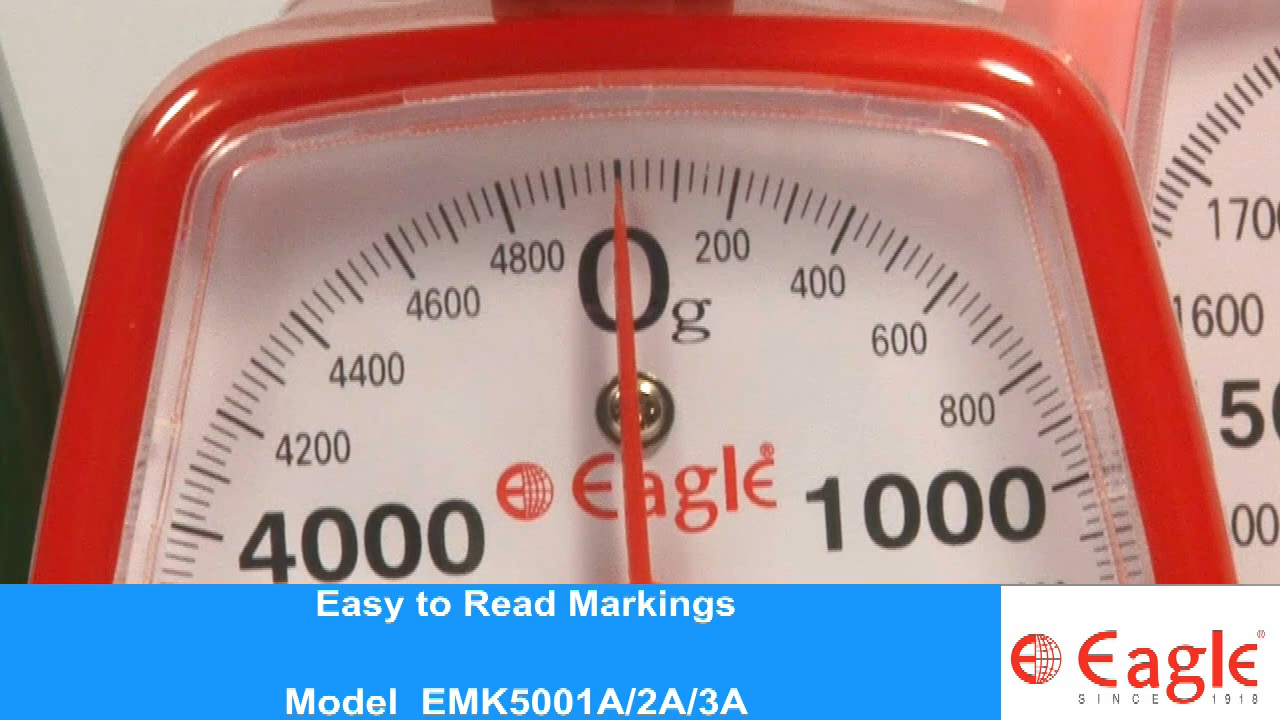 0g
200
400
600
800
1000
4000
4200
4400
4600
4800
Eagle®
1700
1600
Easy to Read Markings
Model EMK5001A/2A/3A
Eagle®
SINCE 1918